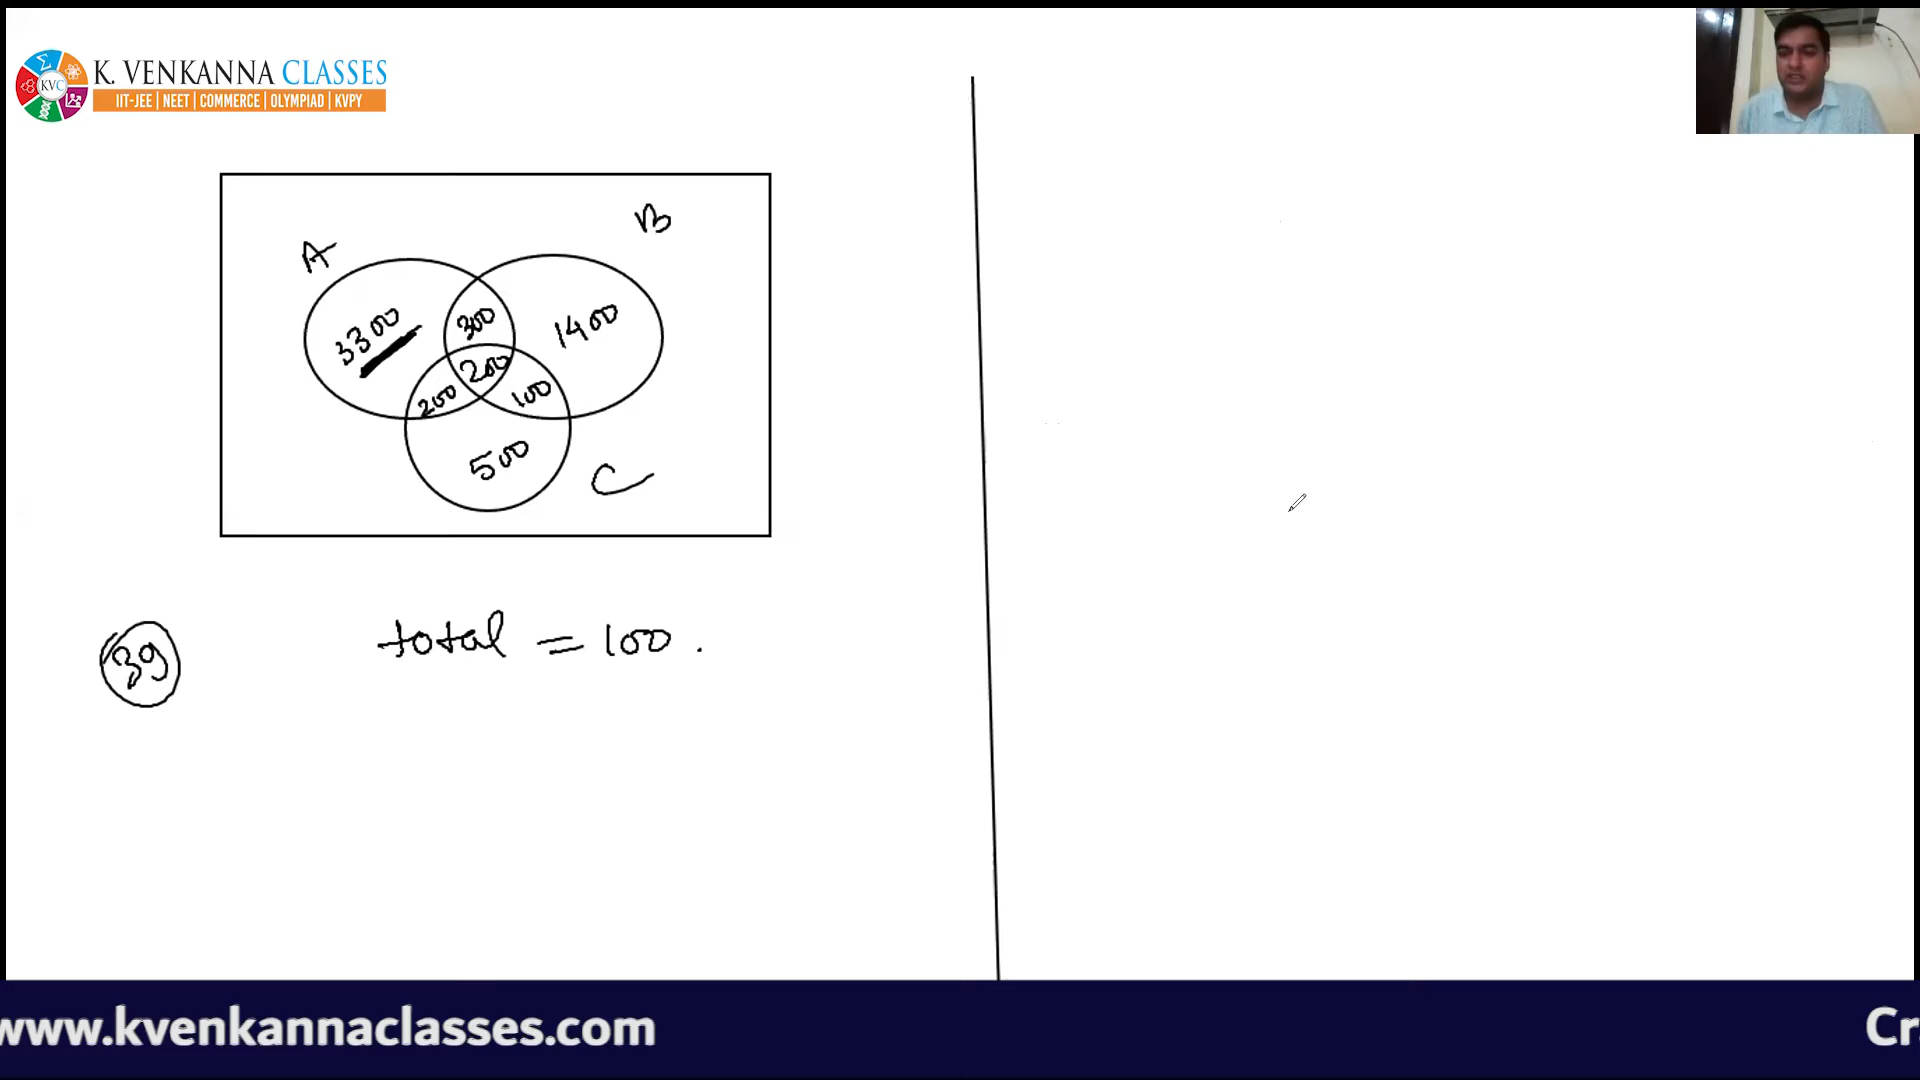 K. VENKANNA CLASSES
IIT-JEE | NEET | COMMERCE | OLYMPIAD | KVPY
KVC
B
A
3300
300
1400
200
200
100
500
C
39
total = 100 .
www.kvenkannaclasses.com
Cr